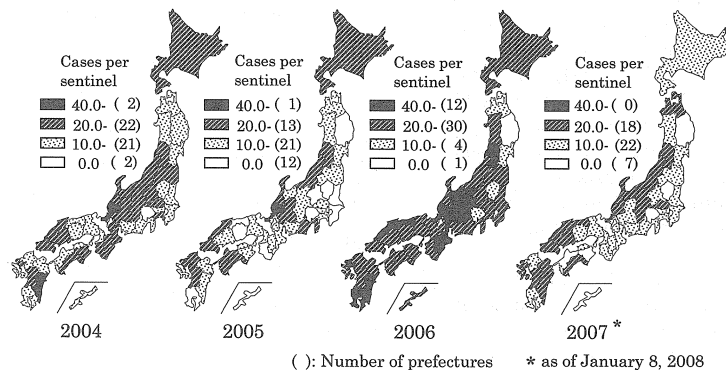 Cases per
sentinel
40.0- ( 2)
20.0- (22)
10.0- (21)
0.0 ( 2)
2004
Cases per
sentinel
40.0- ( 1)
20.0- (13)
10.0- (21)
0.0 (12)
2005
Cases per
sentinel
40.0- (12)
20.0- (30)
10.0- ( 4)
0.0 ( 1)
2006
Cases per
sentinel
40.0- ( 0)
20.0- (18)
10.0- (22)
0.0 ( 7)
2007 *
( ): Number of prefectures * as of January 8, 2008